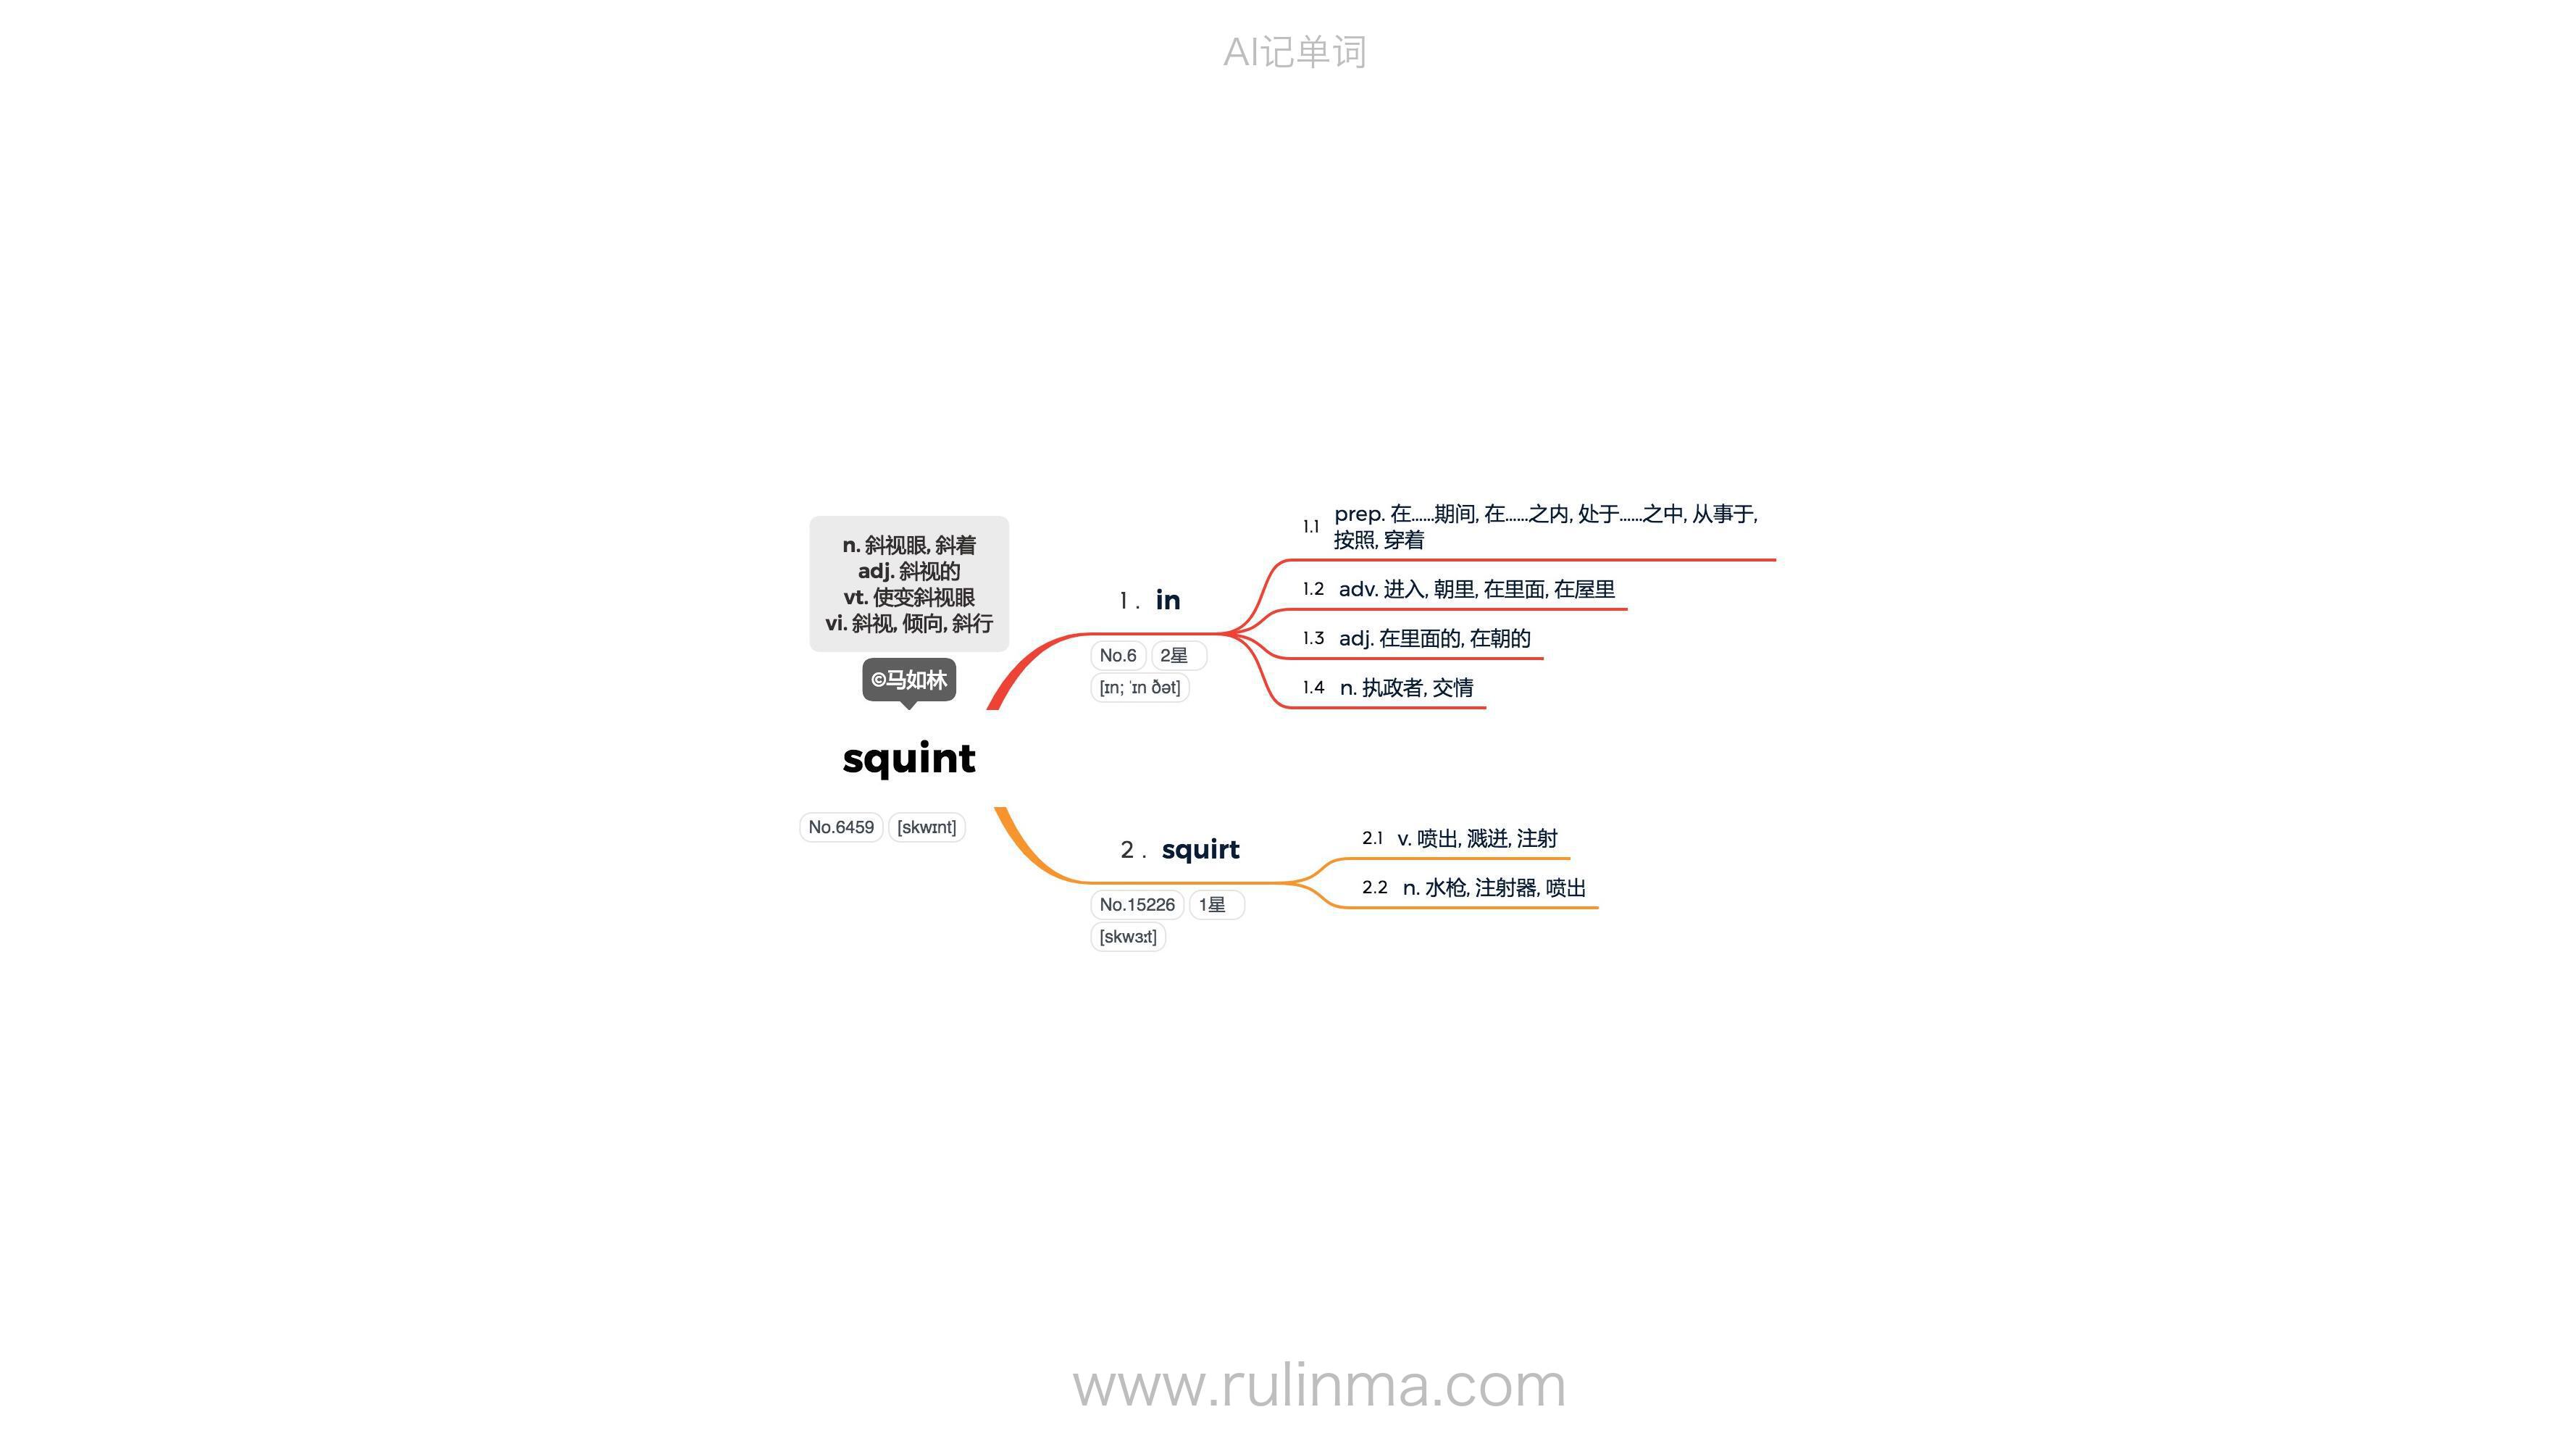 AI记单词
n. 斜视眼, 斜着
adj. 斜视的
vt. 使变斜视眼
vi. 斜视, 倾向, 斜行
©马如林
squint
No.6459 [skwɪnt]
1. in
No.6 2星
[ɪn; ˈɪn ðət]
1.1 prep. 在……期间, 在……之内, 处于……之中, 从事于,
按照, 穿着
1.2 adv. 进入, 朝里, 在里面, 在屋里
1.3 adj. 在里面的, 在朝的
1.4 n. 执政者, 交情
2. squirt
No.15226 1星
[skwɜːt]
2.1 v. 喷出, 溅迸, 注射
2.2 n. 水枪, 注射器, 喷出
www.rulinma.com